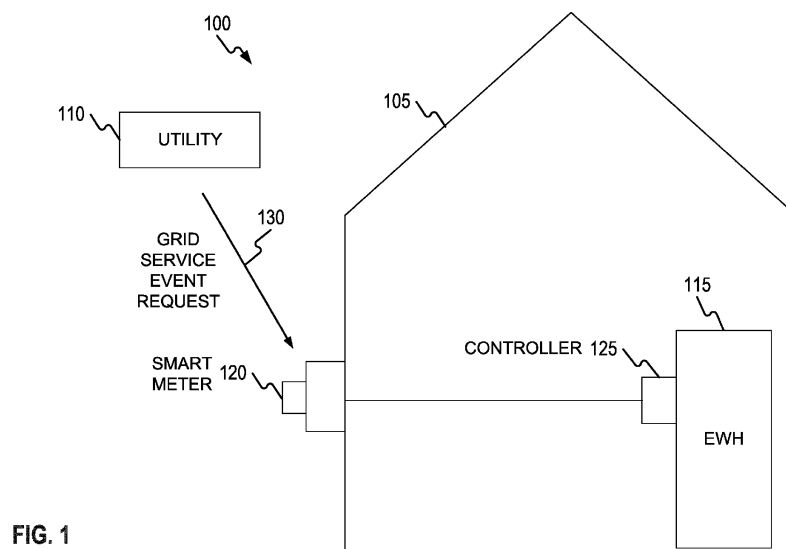 100
105
110
UTILITY
130
GRID
SERVICE
EVENT
REQUEST
115
SMART
METER
120
CONTROLLER 125
EWH
FIG. 1